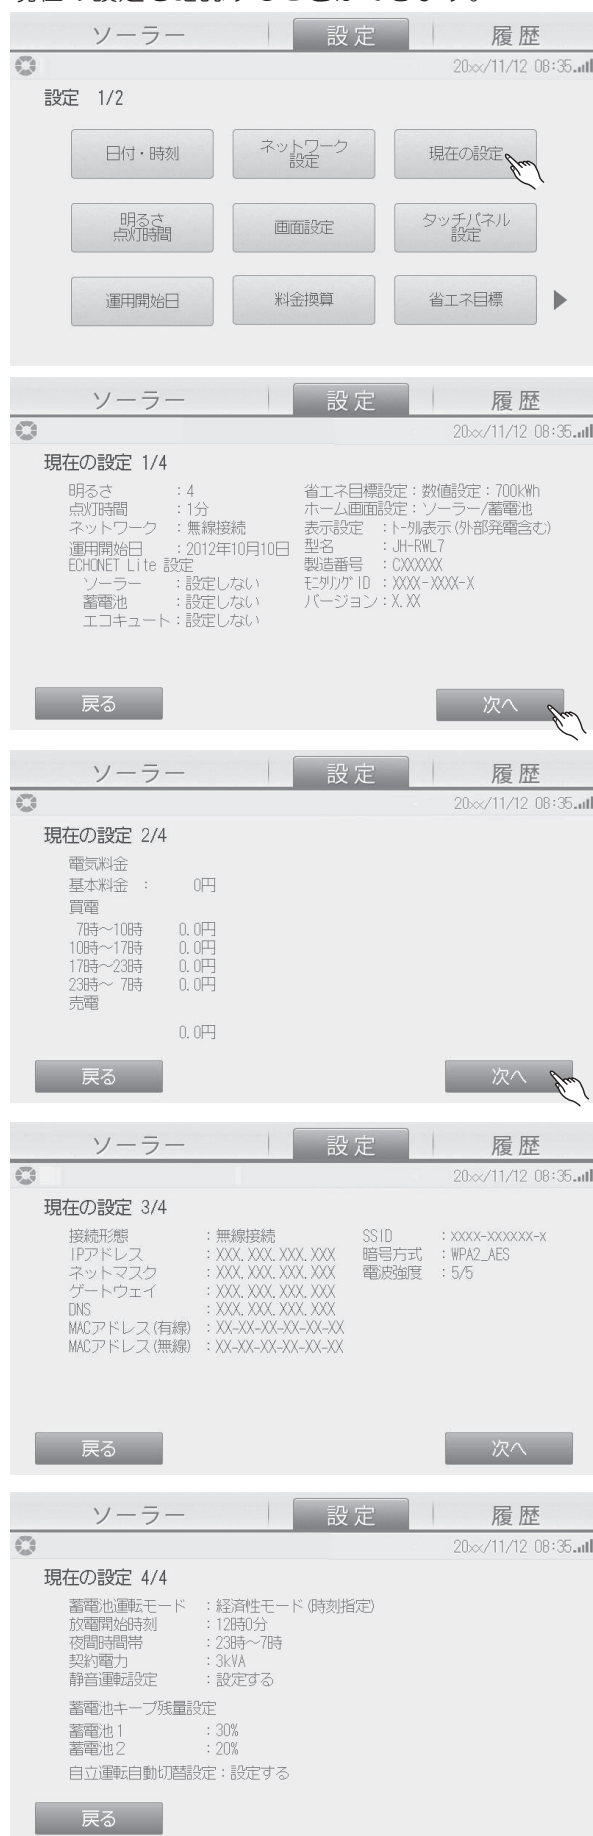 ソーラー 設定 履歴
20xx/11/12 08:35
設定 1/2
日付・時刻
ネットワーク
設定
現在の設定
明るさ
点灯時間
画面設定
タッチパネル
設定
運用開始日
料金換算
省エネ目標
ソーラー 設定 履歴
20xx/11/12 08:35
現在の設定 1/4
明るさ :4
点灯時間 :1分
ネットワーク :無線接続
運用開始日 :2012年10月10日
ECHONET Lite 設定
ソーラー :設定しない
蓄電池 :設定しない
エコキュート:設定しない
省エネ目標設定:数値設定:700kWh
ホーム画面設定:ソーラー/蓄電池
表示設定 :トータル表示(外部発電含む)
型名 :JH-RWL7
製造番号 :CXXXXXX
モニタリングID :XXXX-XXXX-X
バージョン:X.XX
戻る 次へ
ソーラー 設定 履歴
20xx/11/12 08:35
現在の設定 2/4
電気料金
基本料金 : 0円
買電
7時~10時 0.0円
10時~17時 0.0円
17時~23時 0.0円
23時~ 7時 0.0円
売電
0.0円
戻る 次へ
ソーラー 設定 履歴
20xx/11/12 08:35
現在の設定 3/4
接続形態 :無線接続
IPアドレス :XXX.XXX.XXX.XXX
ネットマスク :XXX.XXX.XXX.XXX
ゲートウェイ :XXX.XXX.XXX.XXX
DNS :XXX.XXX.XXX.XXX
MACアドレス(有線) :XX-XX-XX-XX-XX-XX
MACアドレス(無線) :XX-XX-XX-XX-XX-XX
SSID :xxxx-xxxxxx-x
暗号方式 :WPA2_AES
電波強度 :5/5
戻る 次へ
ソーラー 設定 履歴
20xx/11/12 08:35
現在の設定 4/4
蓄電池運転モード :経済性モード(時刻指定)
放電開始時刻 :12時0分
夜間時間帯 :23時~7時
契約電力 :3kVA
静音運転設定 :設定する
蓄電池キープ残量設定
蓄電池1 :30%
蓄電池2 :20%
自立運転自動切替設定:設定する
戻る